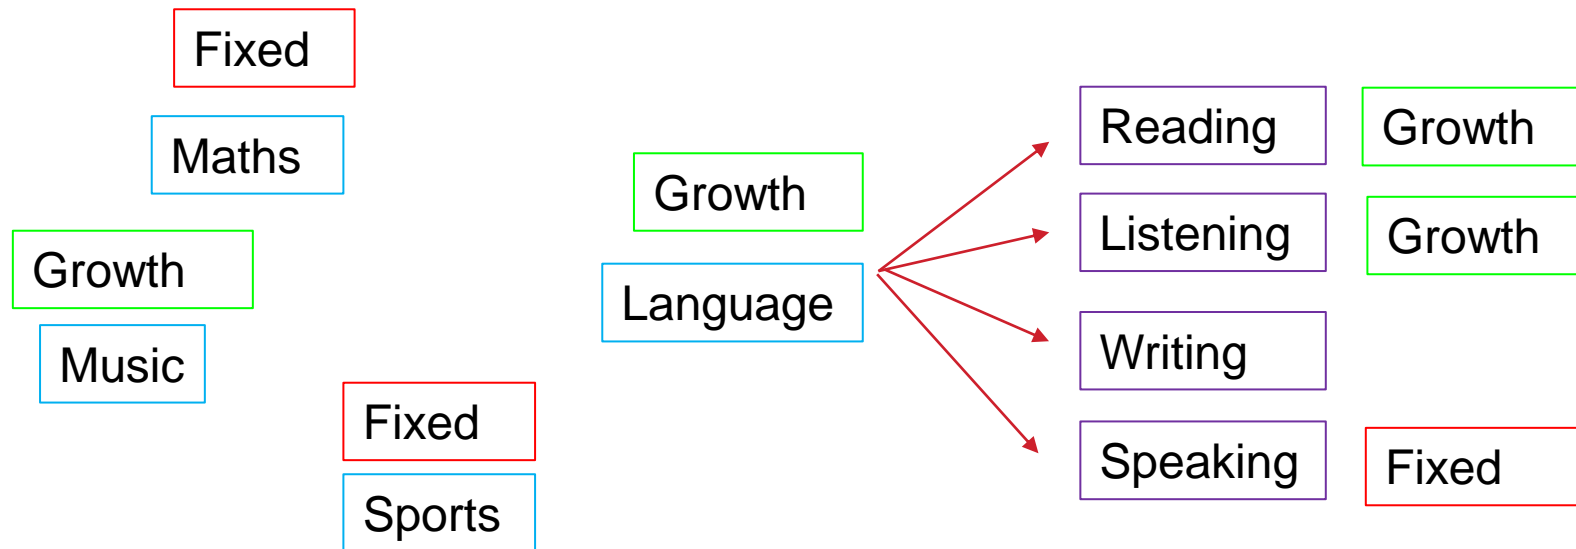 Fixed
Maths
Growth
Music
Fixed
Sports
Growth
Language
Reading
Growth
Listening
Growth
Writing
Speaking
Fixed